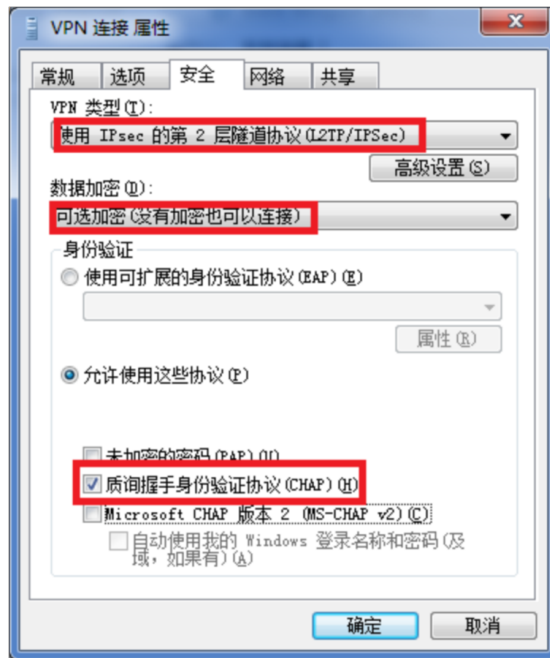 VPN 连接 属性
常规 选项 安全 网络 共享
VPN 类型(T):
使用 IPsec 的第 2 层隧道协议(L2TP/IPSec)
高级设置(S)
数据加密(D):
可选加密(没有加密也可以连接)
身份验证
使用可扩展的身份验证协议(EAP)(E)
属性(R)
允许使用这些协议(P)
未加密的密码(PAP)(U)
质询握手身份验证协议(CHAP)(H)
Microsoft CHAP 版本 2 (MS-CHAP v2)(C)
自动使用我的 Windows 登录名称和密码(及
域，如果有)(A)
确定 取消